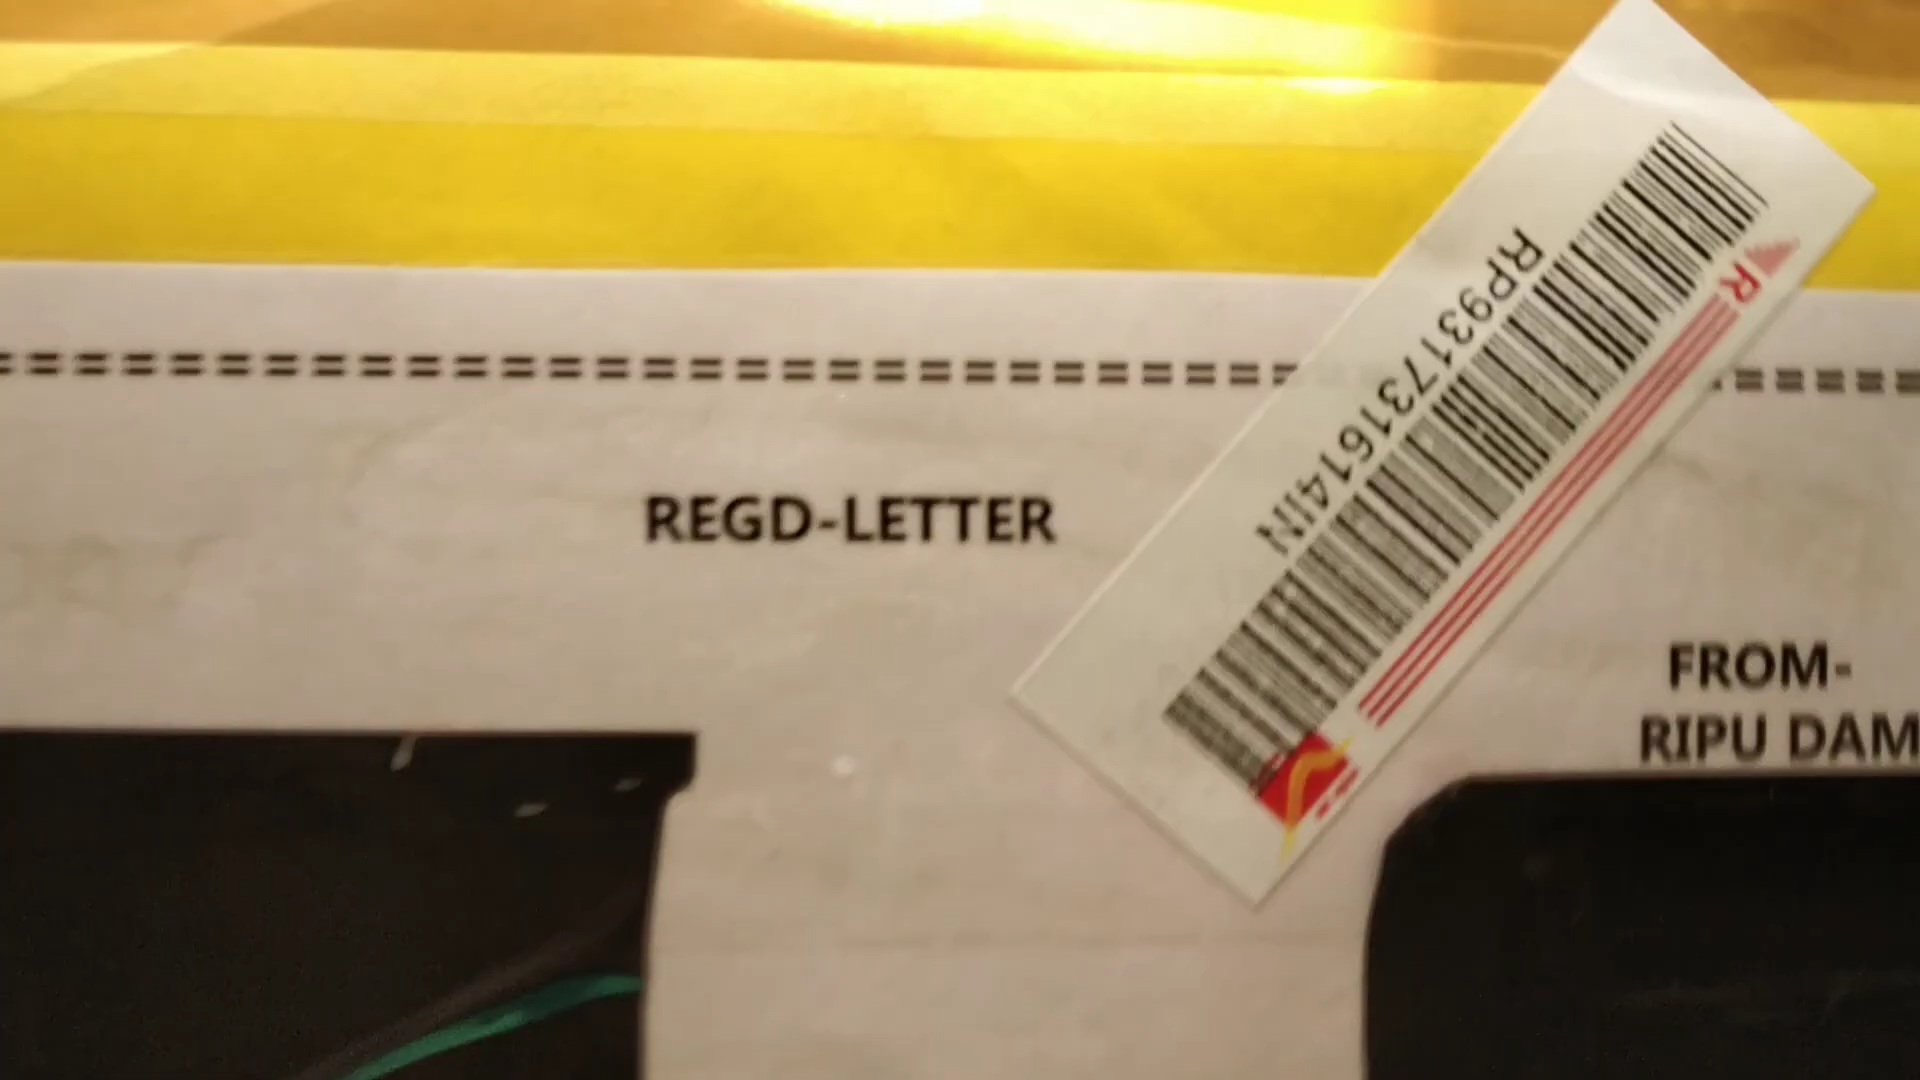 REGD-LETTER
R
RP931731614IN
FROM-
RIPU DAM